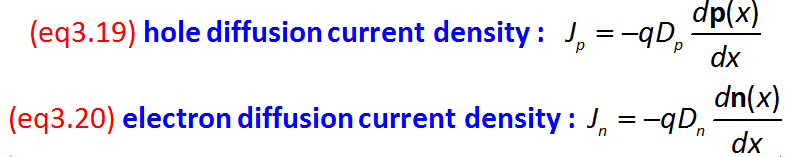 (eq3.19) hole diffusion current density : J_p = –qD_p dp(x)/dx
(eq3.20) electron diffusion current density : J_n = –qD_n dn(x)/dx